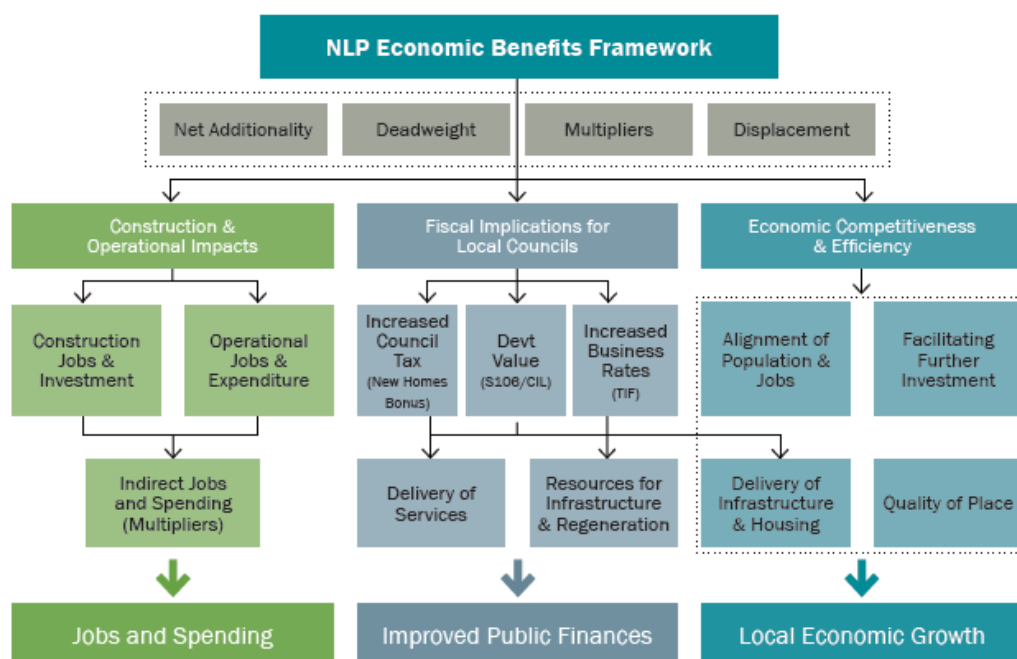 NLP Economic Benefits Framework
Net Additionality
Deadweight
Multipliers
Displacement
Construction &
Operational Impacts
Fiscal Implications for
Local Councils
Economic Competitiveness
& Efficiency
Construction
Jobs &
Investment
Operational
Jobs &
Expenditure
Increased
Council
Tax
(New Homes
Bonus)
Devt
Value
(S106/CIL)
Increased
Business
Rates
(TIF)
Alignment of
Population &
Jobs
Facilitating
Further
Investment
Indirect Jobs
and Spending
(Multipliers)
Delivery of
Services
Resources for
Infrastructure
& Regeneration
Delivery of
Infrastructure
& Housing
Quality of Place
Jobs and Spending
Improved Public Finances
Local Economic Growth